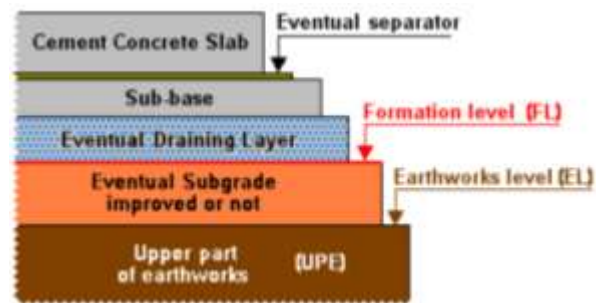 Eventual separator
Cement Concrete Slab
Sub-base
Formation level (FL)
Eventual Draining Layer
Eventual Subgrade
improved or not
Earthworks level (EL)
Upper part
of earthworks
(UPE)